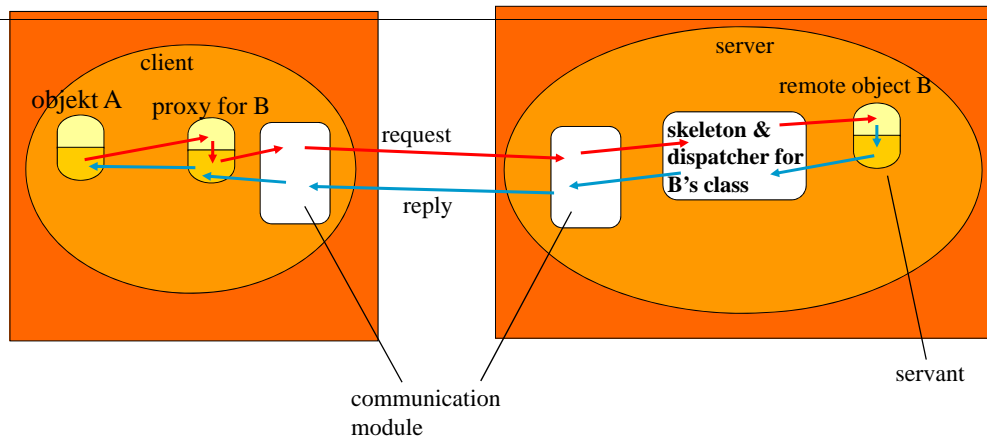 client
server
objekt A
proxy for B
remote object B
request
skeleton &
dispatcher for
B's class
reply
servant
communication
module